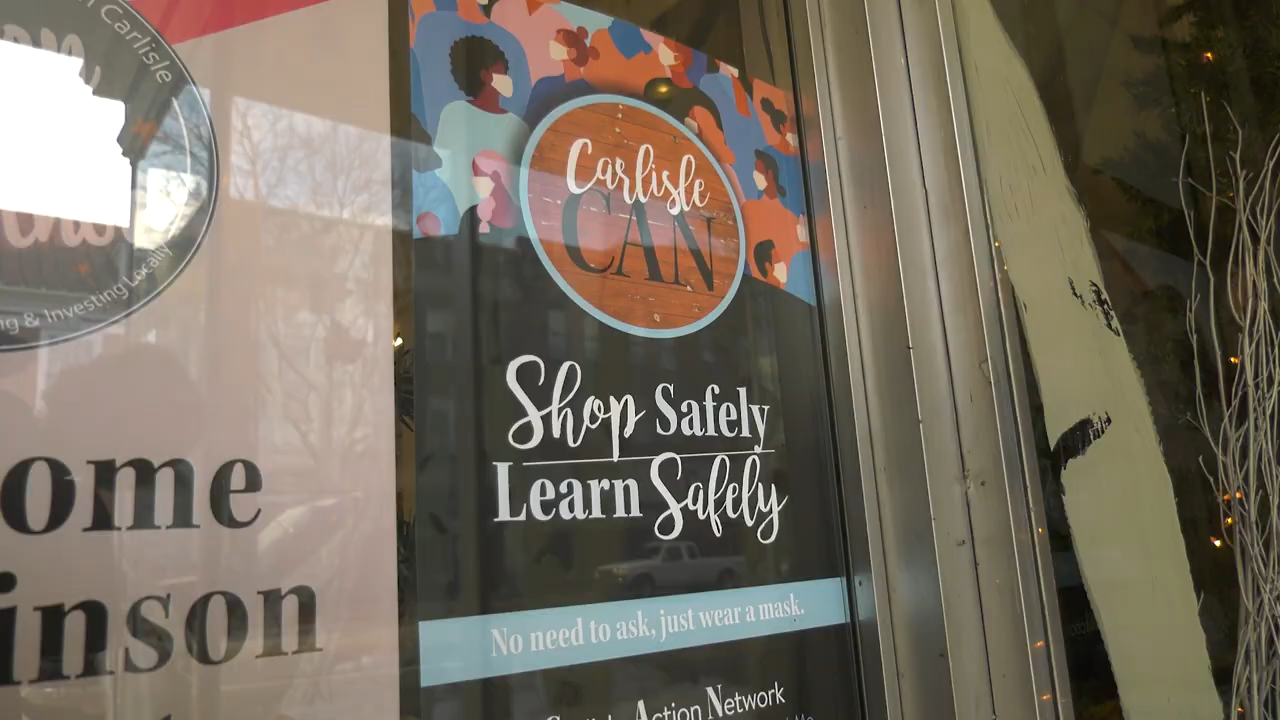 Carlisle
ng & Investing Locally
ome
inson
Carlisle
CAN
Shop Safely
Learn Safely
No need to ask, just wear a mask.
Action Network